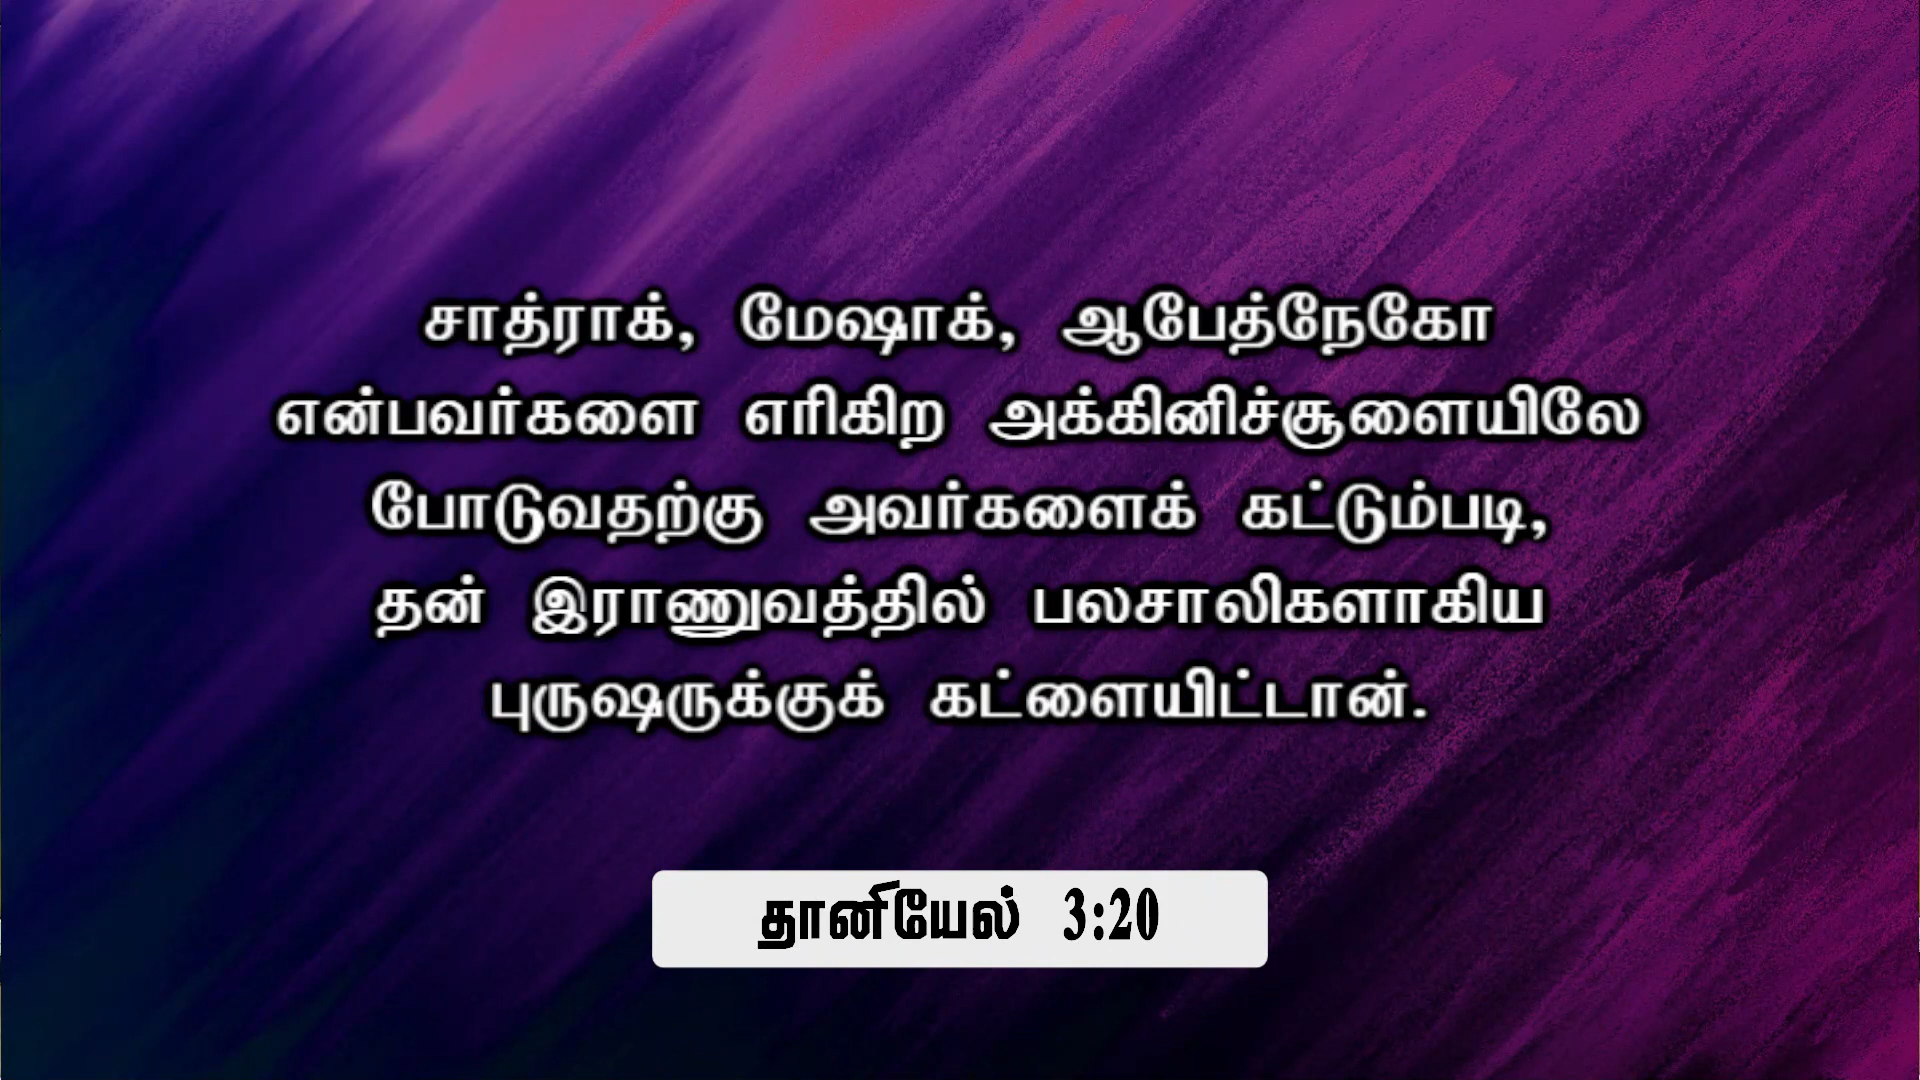 சாத்ராக், மேஷாக், ஆபேத்நேகோ
என்பவர்களை எரிகிற அக்கினிச்சூளையிலே
போடுவதற்கு அவர்களைக் கட்டும்படி,
தன் இராணுவத்தில் பலசாலிகளாகிய
புருஷருக்குக் கட்ளையிட்டான்.
தானியேல் 3:20